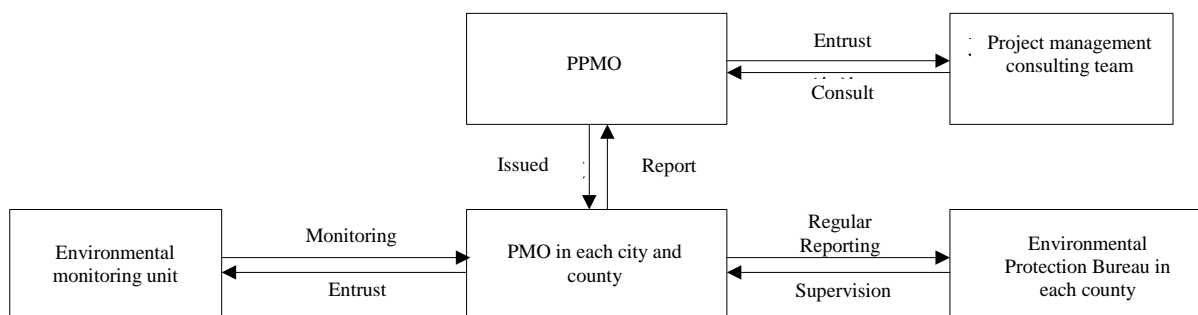 Entrust
PPMO
Project management
consulting team
Consult
Issued
Report
Monitoring
Regular
Reporting
Environmental
monitoring unit
PMO in each city and
county
Environmental
Protection Bureau in
each county
Entrust
Supervision